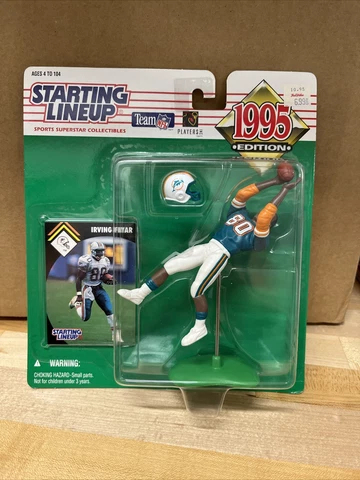 AGES 4 TO 104
STARTING
LINEUP
SPORTS SUPERSTAR COLLECTIBLES
Team NFL
PLAYERS
1995
EDITION
80
IRVING FRYAR
80
STARTING
LINEUP
WARNING:
CHOKING HAZARD-Small parts.
Not for children under 3 years.